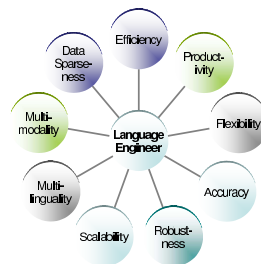 Efficiency
Product-
ivity
Flexibility
Accuracy
Robust-
ness
Scalability
Multi-
linguality
Multi-
modality
Data
Sparse-
ness
Language
Engineer